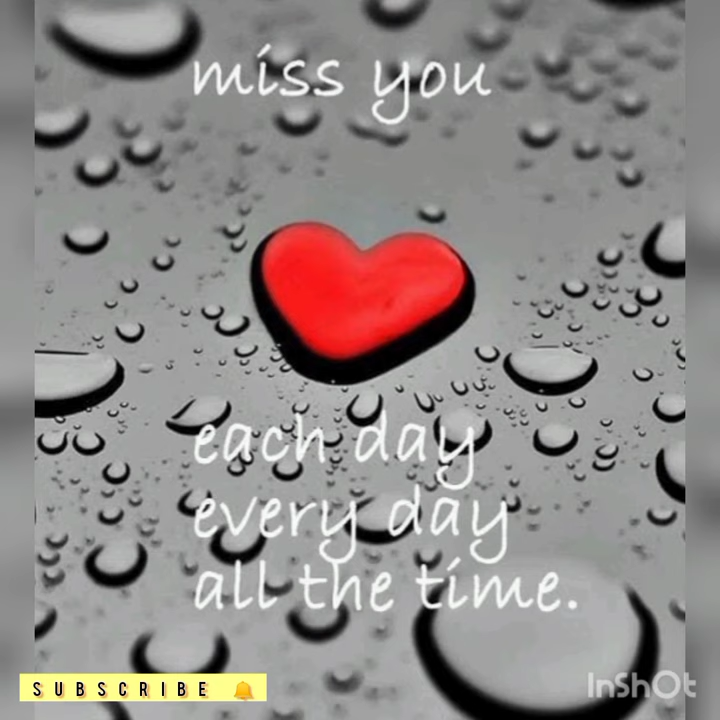 miss you
each day
every day
all the time.
SUBSCRIBE
InShOt